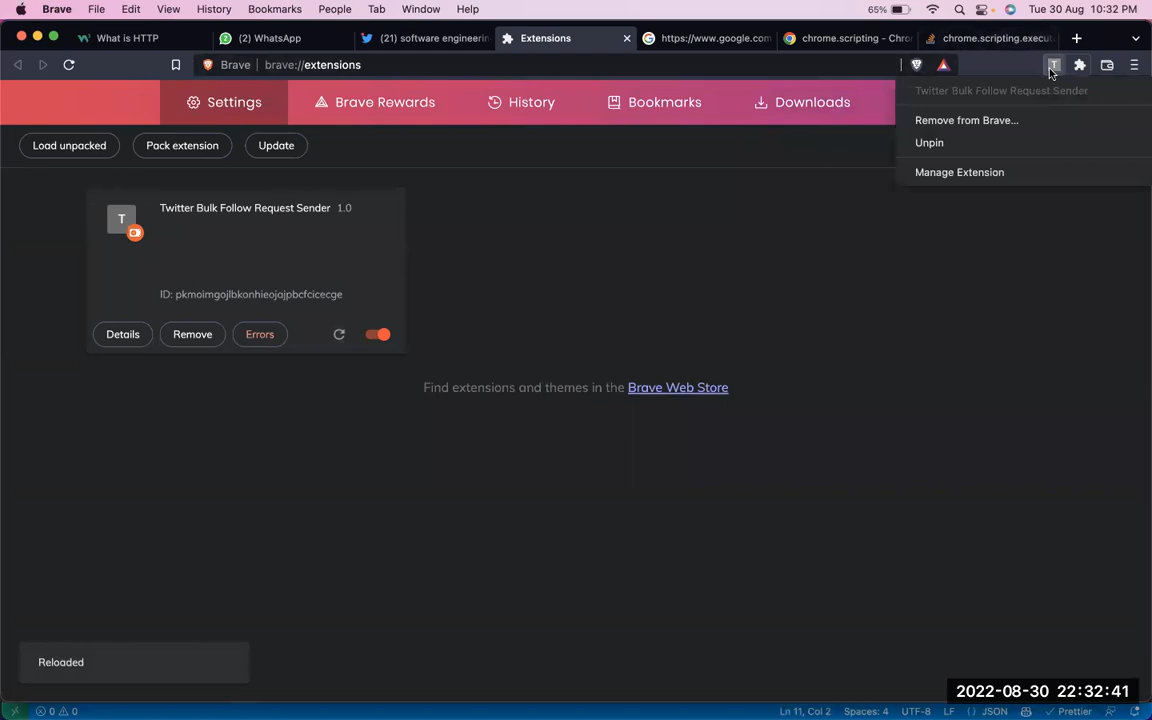 Brave File Edit View History Bookmarks People Tab Window Help 65% Tue 30 Aug 10:32 PM
What is HTTP (2) WhatsApp (21) software engineerin Extensions https://www.google.com chrome.scripting - Chro chrome.scripting.execut
Brave brave://extensions T
Twitter Bulk Follow Request Sender
Settings Brave Rewards History Bookmarks Downloads
Remove from Brave...
Unpin
Load unpacked Pack extension Update
Manage Extension
T Twitter Bulk Follow Request Sender 1.0
ID: pkmoimgojlbkonhieojajpbcfcicecge
Details Remove Errors
Find extensions and themes in the Brave Web Store
Reloaded
2022-08-30 22:32:41
0 0 Ln 11, Col 2 Spaces: 4 UTF-8 LF { } JSON Prettier